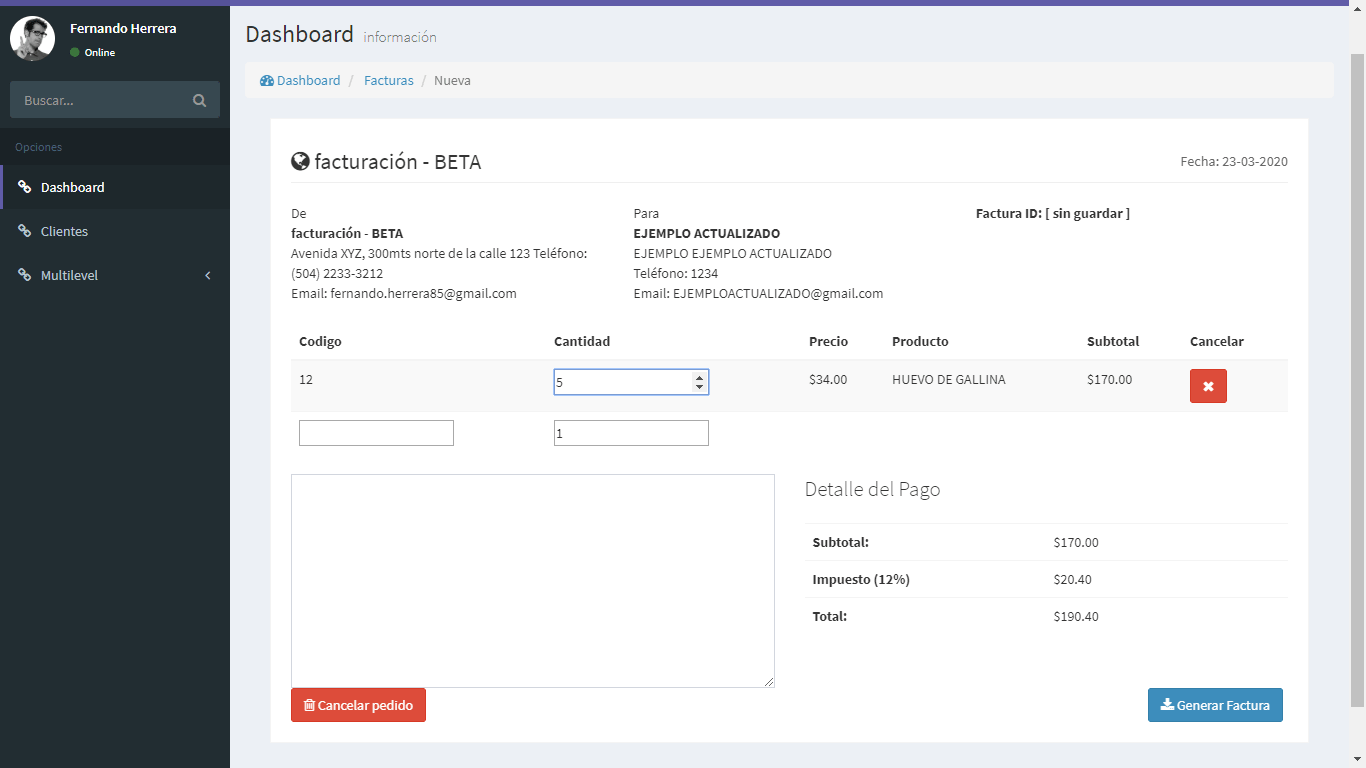 Fernando Herrera
Online
Buscar...
Opciones
Dashboard
Clientes
Multilevel
Dashboard información
Dashboard / Facturas / Nueva
facturación - BETA
Fecha: 23-03-2020
De
facturación - BETA
Avenida XYZ, 300mts norte de la calle 123 Teléfono:
(504) 2233-3212
Email: fernando.herrera85@gmail.com
Para
EJEMPLO ACTUALIZADO
EJEMPLO EJEMPLO ACTUALIZADO
Teléfono: 1234
Email: EJEMPLOACTUALIZADO@gmail.com
Factura ID: [ sin guardar ]
Codigo Cantidad Precio Producto Subtotal Cancelar
12 5 $34.00 HUEVO DE GALLINA $170.00
1
Detalle del Pago
Subtotal: $170.00
Impuesto (12%) $20.40
Total: $190.40
Cancelar pedido
Generar Factura